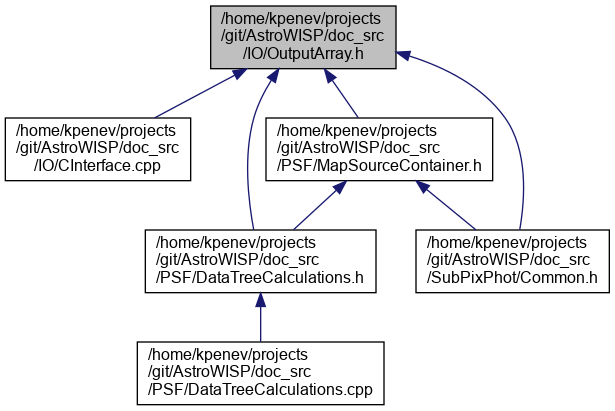 /home/kpenev/projects
/git/AstroWISP/doc_src
/IO/OutputArray.h
/home/kpenev/projects
/git/AstroWISP/doc_src
/IO/CInterface.cpp
/home/kpenev/projects
/git/AstroWISP/doc_src
/PSF/MapSourceContainer.h
/home/kpenev/projects
/git/AstroWISP/doc_src
/PSF/DataTreeCalculations.h
/home/kpenev/projects
/git/AstroWISP/doc_src
/SubPixPhot/Common.h
/home/kpenev/projects
/git/AstroWISP/doc_src
/PSF/DataTreeCalculations.cpp